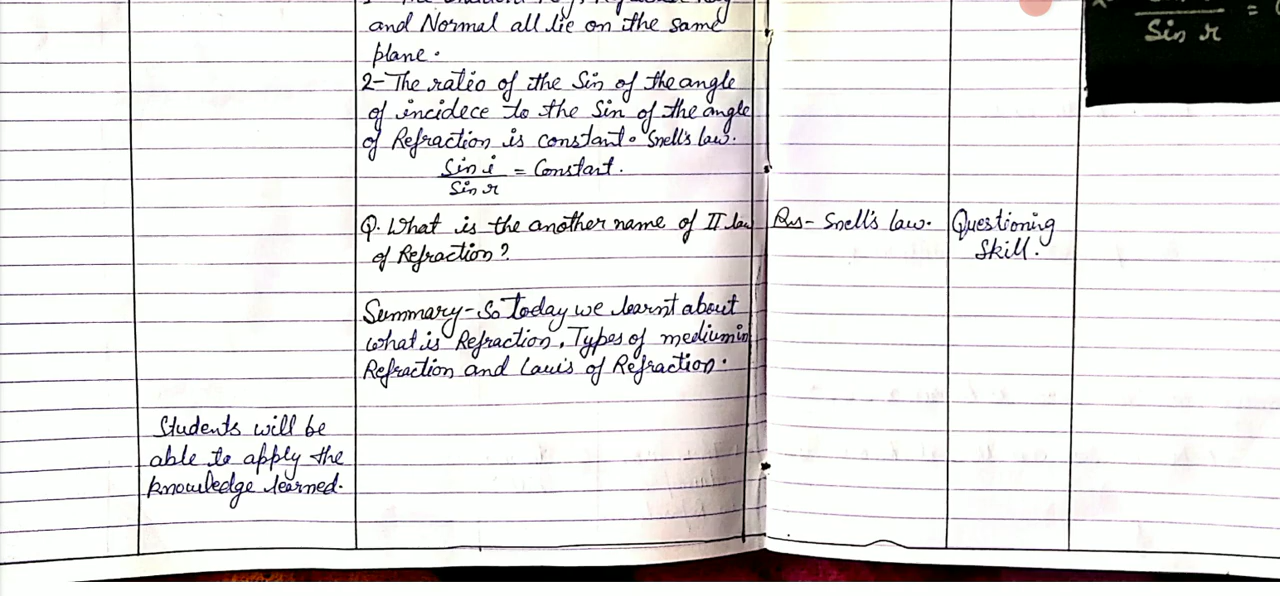 and Normal all lie on the same
plane.
2- The ratio of the Sin of the angle
of incidece to the Sin of the angle
of Refraction is constant. Snell's law.
Sin i
Sin r
= Constant.
Q. What is the another name of II law
of Refraction?
Ans- Snell's law.
Questioning
Skill.
Summary- So today we learnt about
what is Refraction, Types of medium in
Refraction and Laws of Refraction.
Students will be
able to apply the
knowledge learned.
Sin r
=